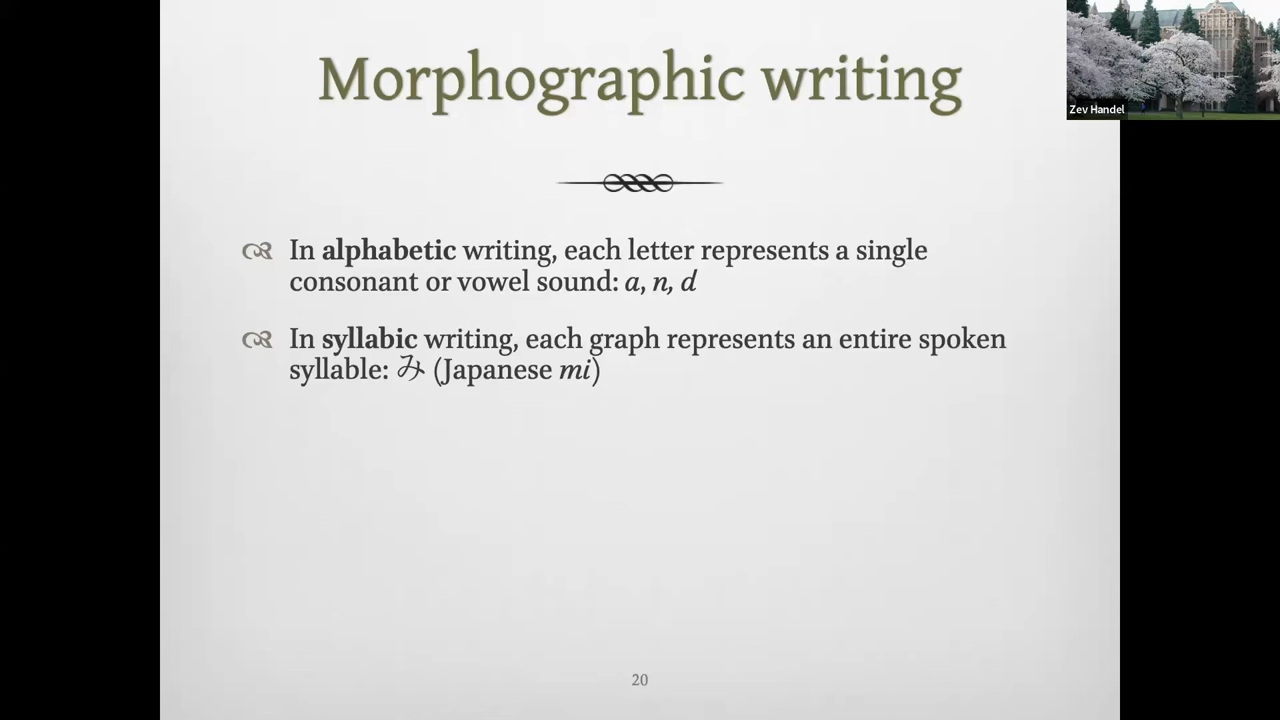 Morphographic writing
In alphabetic writing, each letter represents a single
consonant or vowel sound: a, n, d
In syllabic writing, each graph represents an entire spoken
syllable: み (Japanese mi)
20
Zev Handel